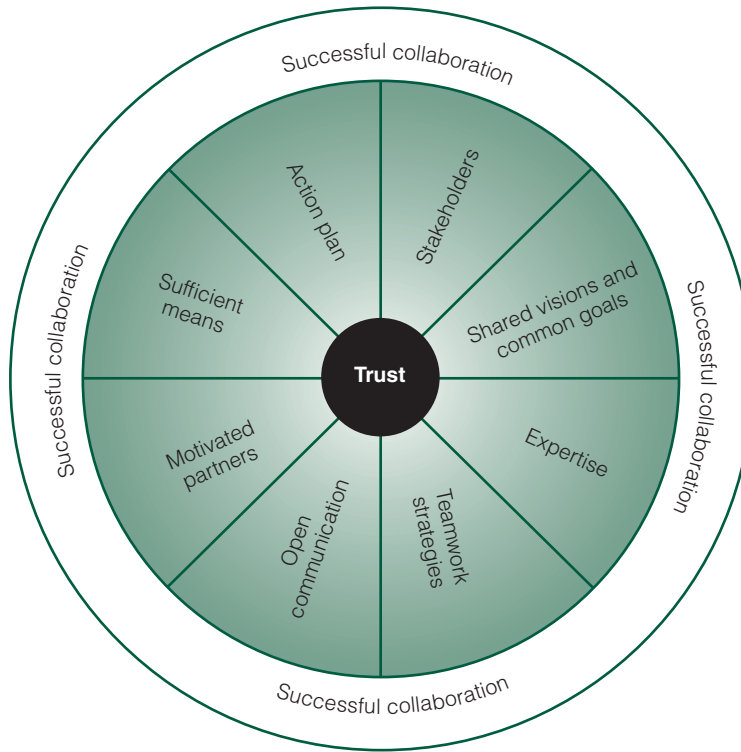 Successful collaboration
Action plan
Stakeholders
Sufficient
means
Shared visions and
common goals
Successful collaboration
Successful collaboration
Trust
Motivated
partners
Expertise
Open
communication
Teamwork
strategies
Successful collaboration